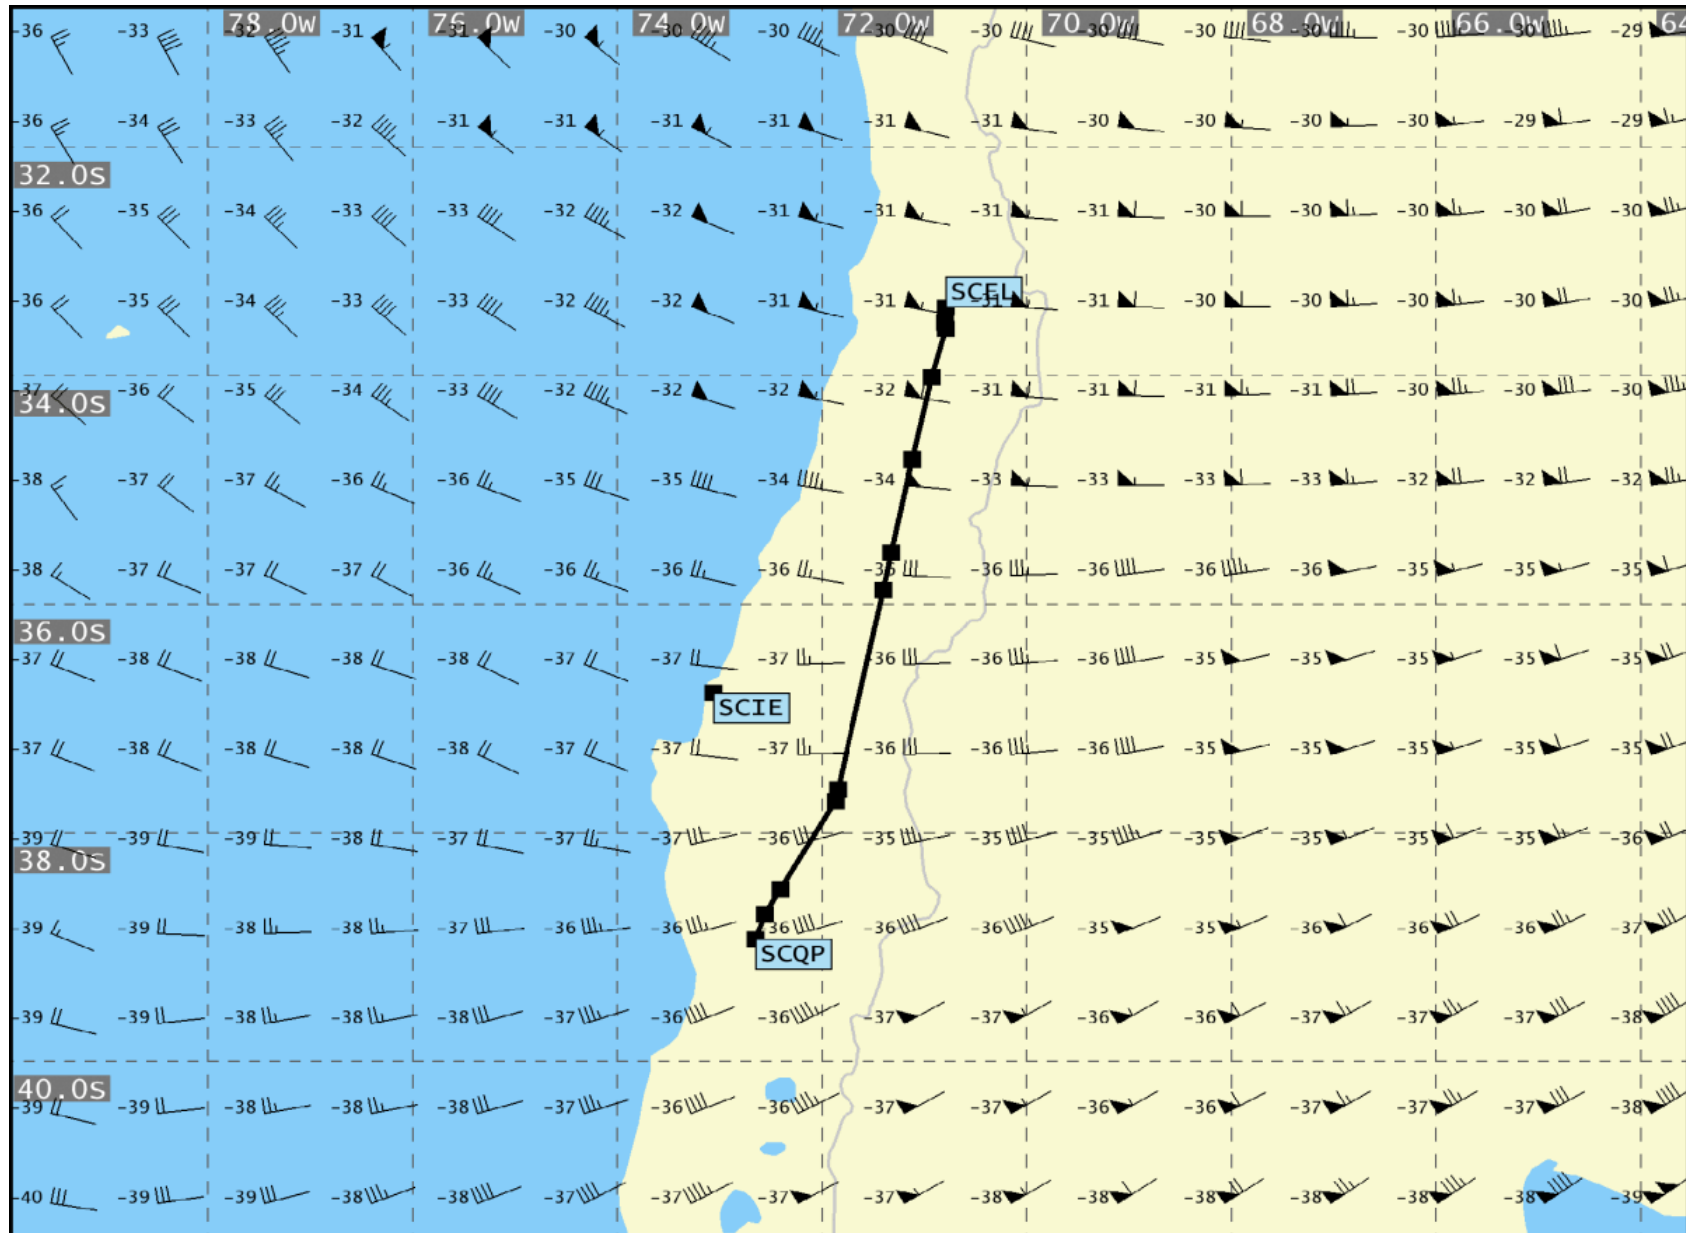 78.0W 76.0W 74.0W 72.0W 70.0W 68.0W 66.0W 64
-36 -33 -32 -31 -31 -30 -30 -30 -30 -30 -30 -30 -30 -30 -29
-36 -34 -33 -32 -31 -31 -31 -31 -31 -31 -30 -30 -30 -30 -29 -29
32.0S
-36 -35 -34 -33 -33 -32 -32 -31 -31 -31 -31 -30 -30 -30 -30 -30
SCEL
-36 -35 -34 -33 -33 -32 -32 -31 -31 -31 -31 -30 -30 -30 -30 -30
-37 -36 -35 -34 -33 -32 -32 -32 -32 -31 -31 -31 -31 -30 -30 -30
34.0S
-38 -37 -37 -36 -36 -35 -35 -34 -34 -33 -33 -33 -33 -32 -32 -32
-38 -37 -37 -37 -36 -36 -36 -36 -36 -36 -36 -36 -35 -35 -35
36.0S
-37 -38 -38 -38 -38 -37 -37 -37 -36 -36 -36 -35 -35 -35 -35 -35
SCIE
-37 -38 -38 -38 -38 -37 -37 -37 -36 -36 -36 -35 -35 -35 -35 -35
-39 -39 -39 -38 -37 -37 -37 -36 -35 -35 -35 -35 -35 -36 -36 -36
38.0S
-39 -39 -38 -38 -37 -36 -36 -36 -36 -36 -35 -35 -36 -36 -36 -37
SCQP
-39 -39 -38 -38 -38 -37 -36 -36 -37 -37 -36 -36 -37 -37 -37 -38
40.0S
-39 -39 -38 -38 -38 -37 -36 -36 -37 -37 -36 -36 -37 -37 -37 -38
-40 -39 -39 -38 -38 -37 -37 -37 -37 -38 -38 -38 -38 -38 -38 -39